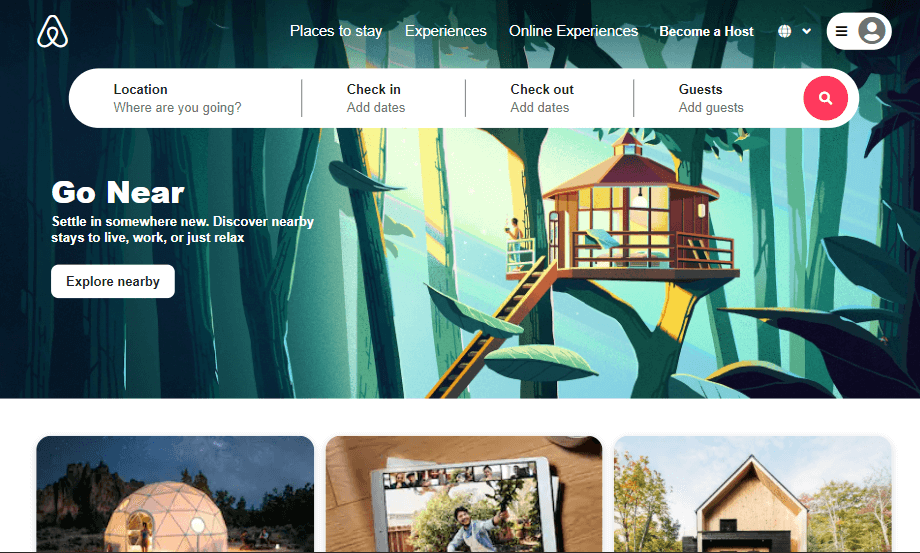 Places to stay
Experiences
Online Experiences
Become a Host
Location
Where are you going?
Check in
Add dates
Check out
Add dates
Guests
Add guests
Go Near
Settle in somewhere new. Discover nearby
stays to live, work, or just relax
Explore nearby